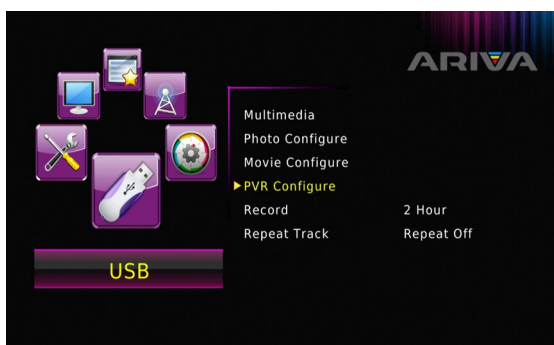 ARIVA
Multimedia
Photo Configure
Movie Configure
PVR Configure
Record 2 Hour
Repeat Track Repeat Off
USB